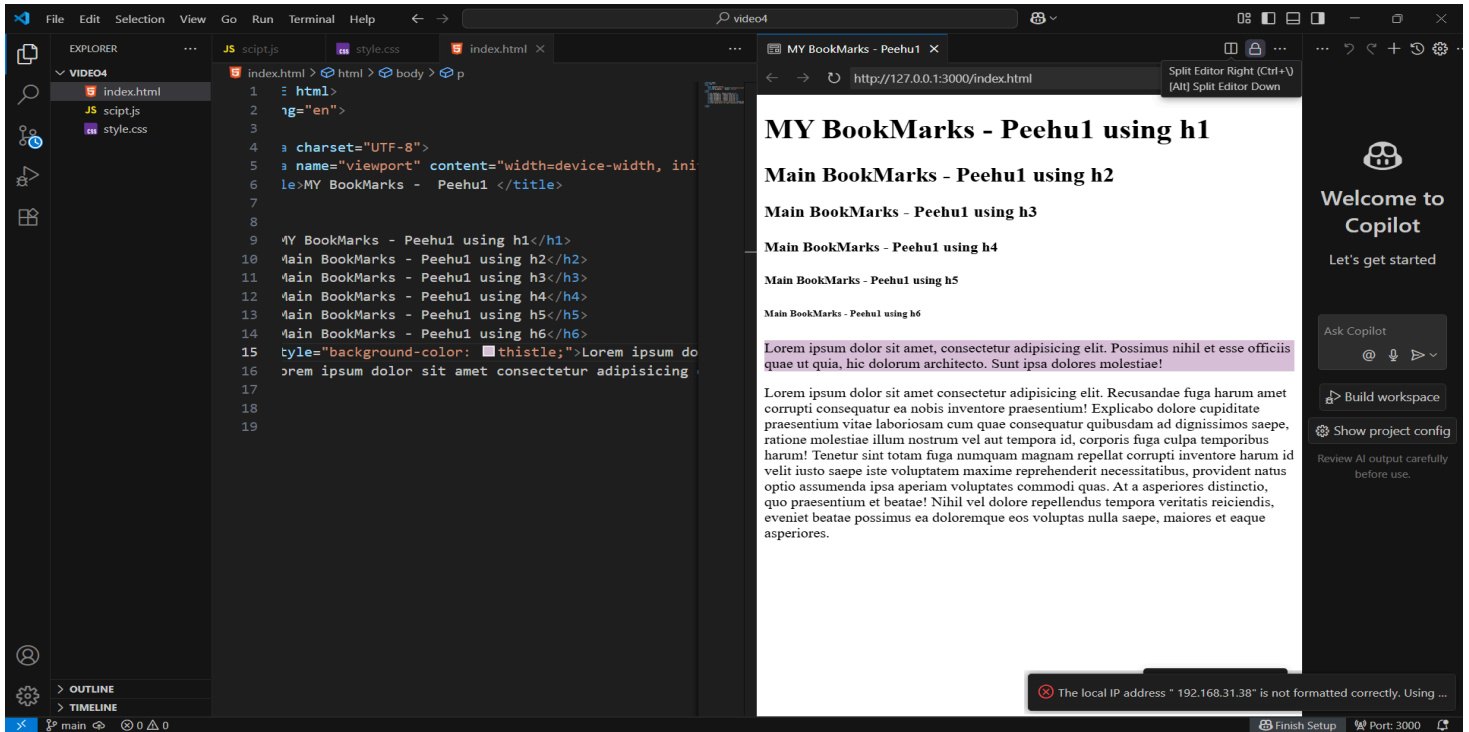 File Edit Selection View Go Run Terminal Help
video4
EXPLORER
VIDEO4
index.html
JS scipt.js
style.css
OUTLINE
TIMELINE
JS scipt.js
style.css
index.html
index.html > html > body > p
1 E html>
2 ng="en">
3
4 a charset="UTF-8">
5 a name="viewport" content="width=device-width, ini
6 le>MY BookMarks - Peehu1 </title>
7
8
9 MY BookMarks - Peehu1 using h1</h1>
10 Main BookMarks - Peehu1 using h2</h2>
11 Main BookMarks - Peehu1 using h3</h3>
12 Main BookMarks - Peehu1 using h4</h4>
13 Main BookMarks - Peehu1 using h5</h5>
14 Main BookMarks - Peehu1 using h6</h6>
15 tyle="background-color: thistle;">Lorem ipsum do
16 orem ipsum dolor sit amet consectetur adipisicing
17
18
19
MY BookMarks - Peehu1
http://127.0.0.1:3000/index.html
Split Editor Right (Ctrl+\)
[Alt] Split Editor Down
MY BookMarks - Peehu1 using h1
Main BookMarks - Peehu1 using h2
Main BookMarks - Peehu1 using h3
Main BookMarks - Peehu1 using h4
Main BookMarks - Peehu1 using h5
Main BookMarks - Peehu1 using h6
Lorem ipsum dolor sit amet, consectetur adipisicing elit. Possimus nihil et esse officiis
quae ut quia, hic dolorum architecto. Sunt ipsa dolores molestiae!
Lorem ipsum dolor sit amet consectetur adipisicing elit. Recusandae fuga harum amet
corrupti consequatur ea nobis inventore praesentium! Explicabo dolore cupiditate
praesentium vitae laboriosam cum quae consequatur quibusdam ad dignissimos saepe,
ratione molestiae illum nostrum vel aut tempora id, corporis fuga culpa temporibus
harum! Tenetur sint totam fuga numquam magnam repellat corrupti inventore harum id
velit iusto saepe iste voluptatem maxime reprehenderit necessitatibus, provident natus
optio assumenda ipsa aperiam voluptates commodi quas. At a asperiores distinctio,
quo praesentium et beatae! Nihil vel dolore repellendus tempora veritatis reiciendis,
eveniet beatae possimus ea doloremque eos voluptas nulla saepe, maiores et eaque
asperiores.
Welcome to
Copilot
Let's get started
Ask Copilot
Build workspace
Show project config
Review AI output carefully
before use.
The local IP address " 192.168.31.38" is not formatted correctly. Using ...
main 0 0
Finish Setup Port: 3000